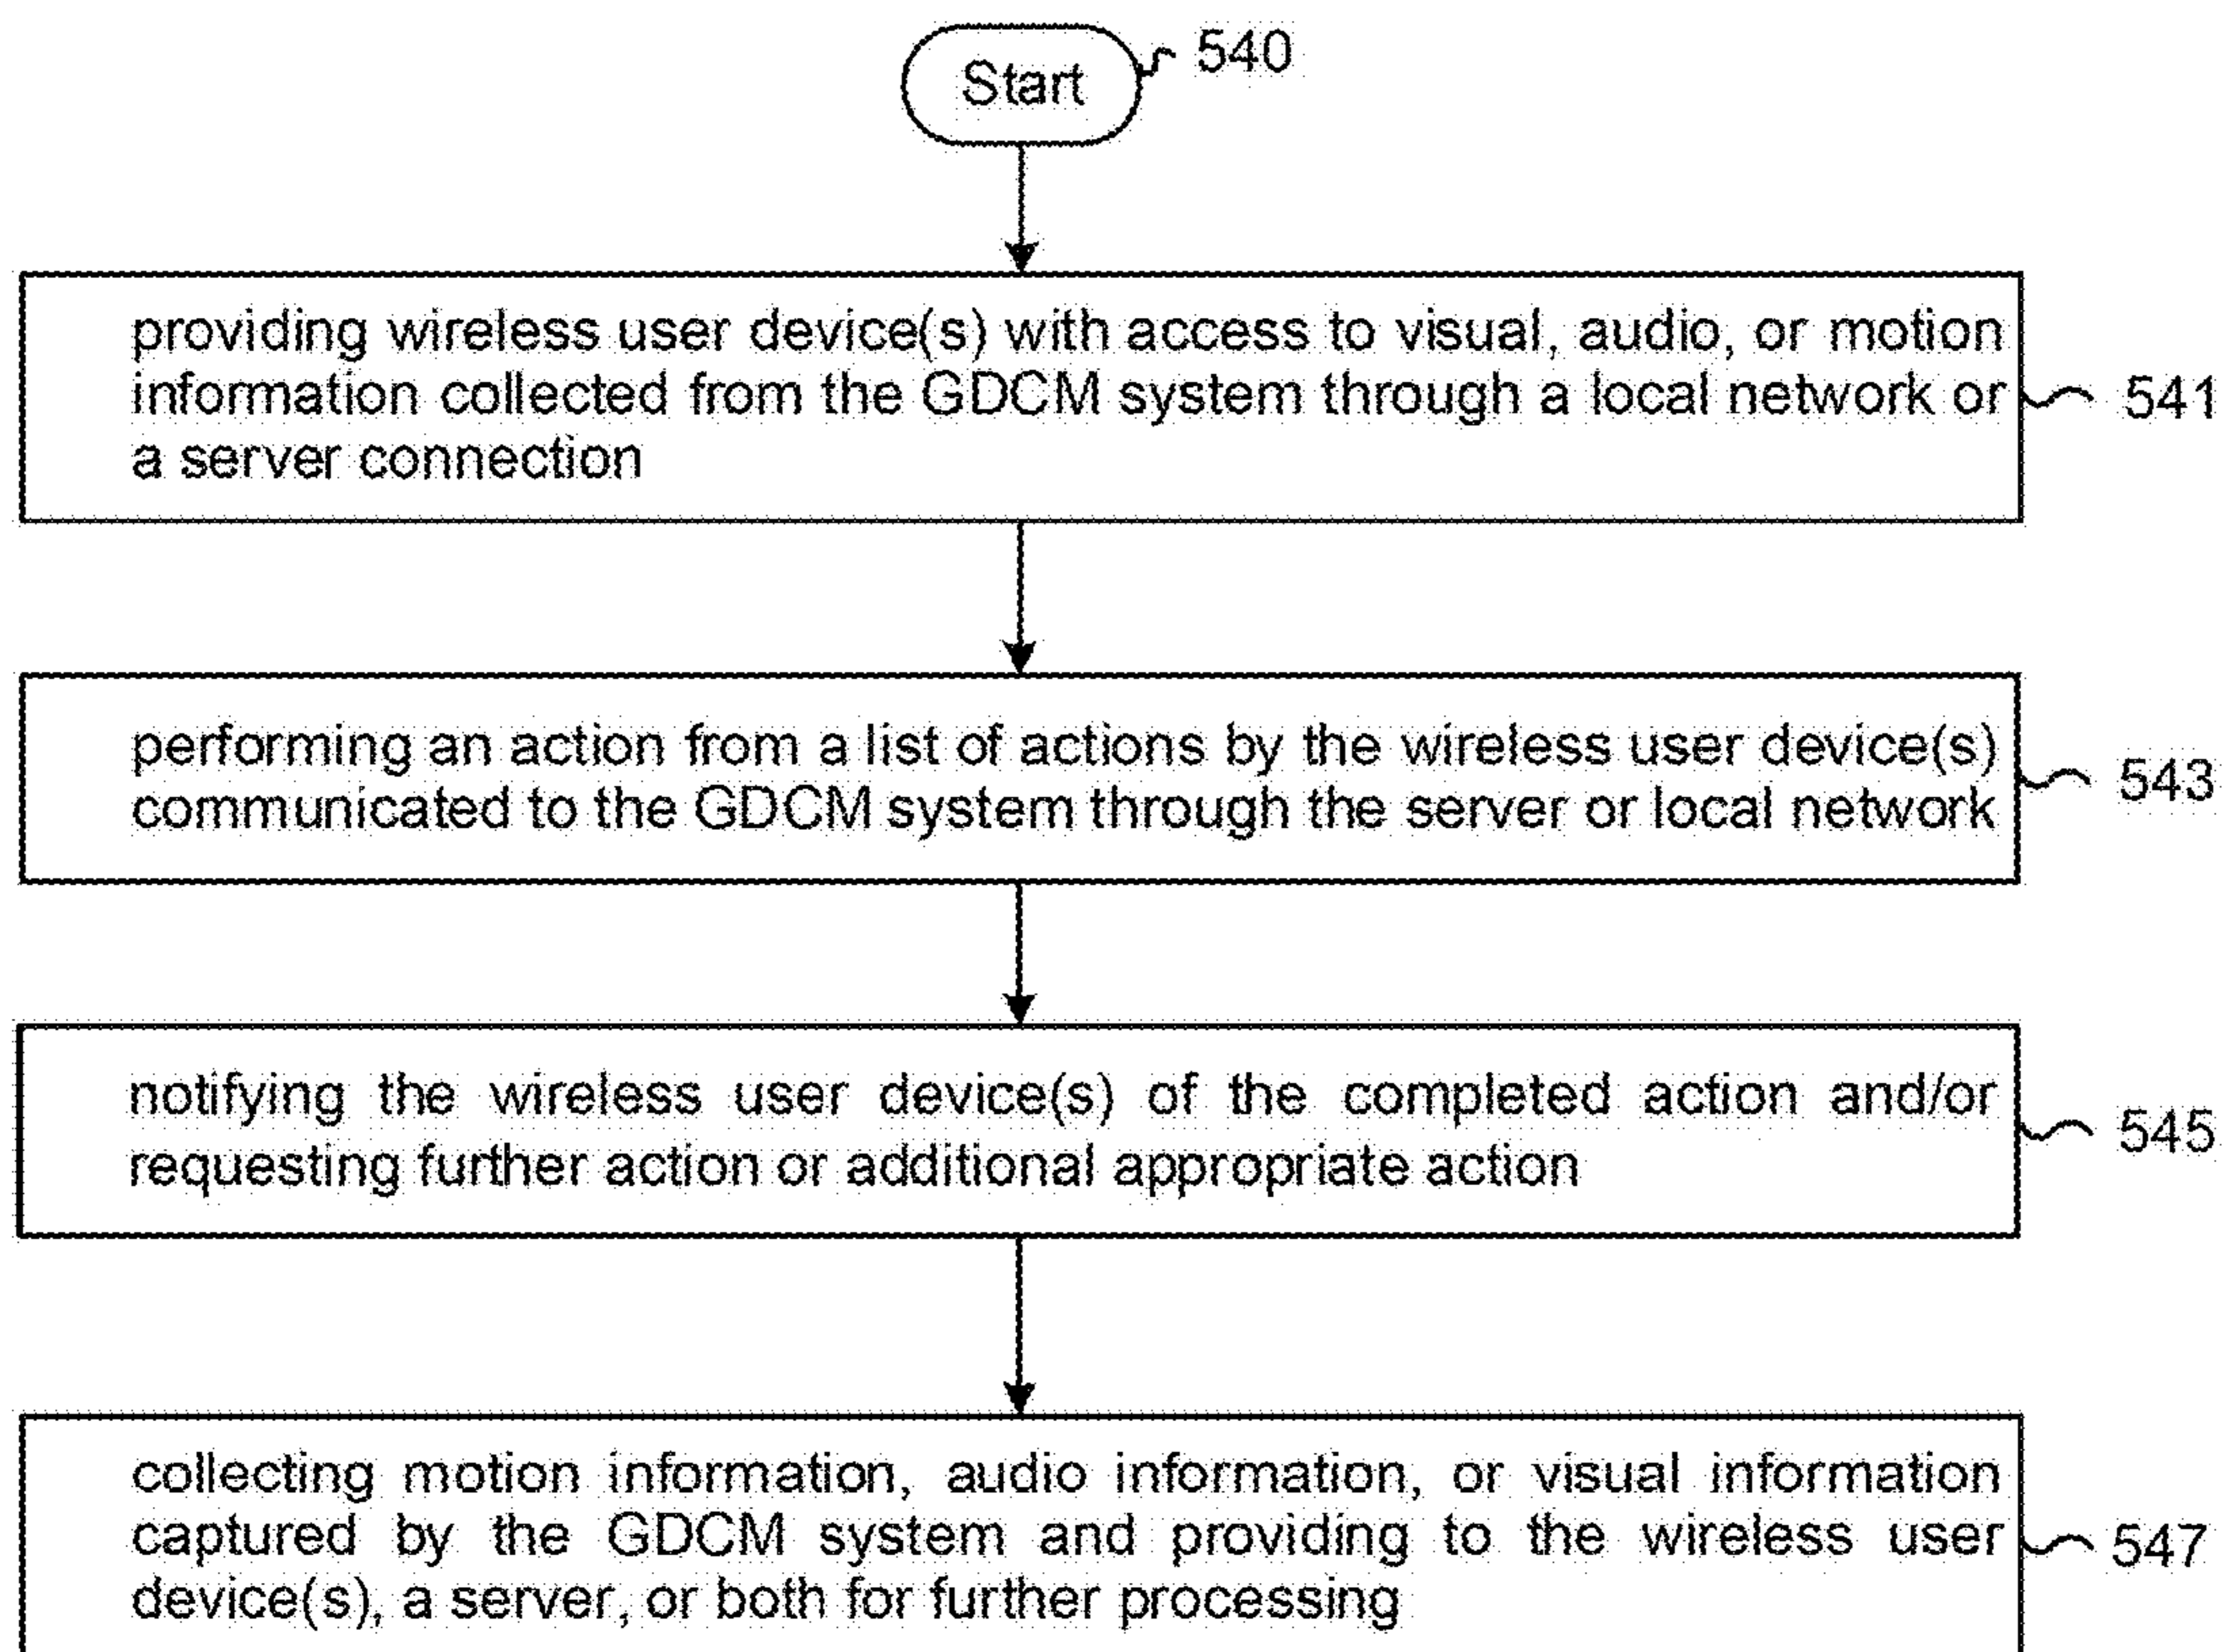 Start
540
providing wireless user device(s) with access to visual, audio, or motion
information collected from the GDCM system through a local network or
a server connection
541
performing an action from a list of actions by the wireless user device(s)
communicated to the GDCM system through the server or local network
543
notifying the wireless user device(s) of the completed action and/or
requesting further action or additional appropriate action
545
collecting motion information, audio information, or visual information
captured by the GDCM system and providing to the wireless user
device(s), a server, or both for further processing
547